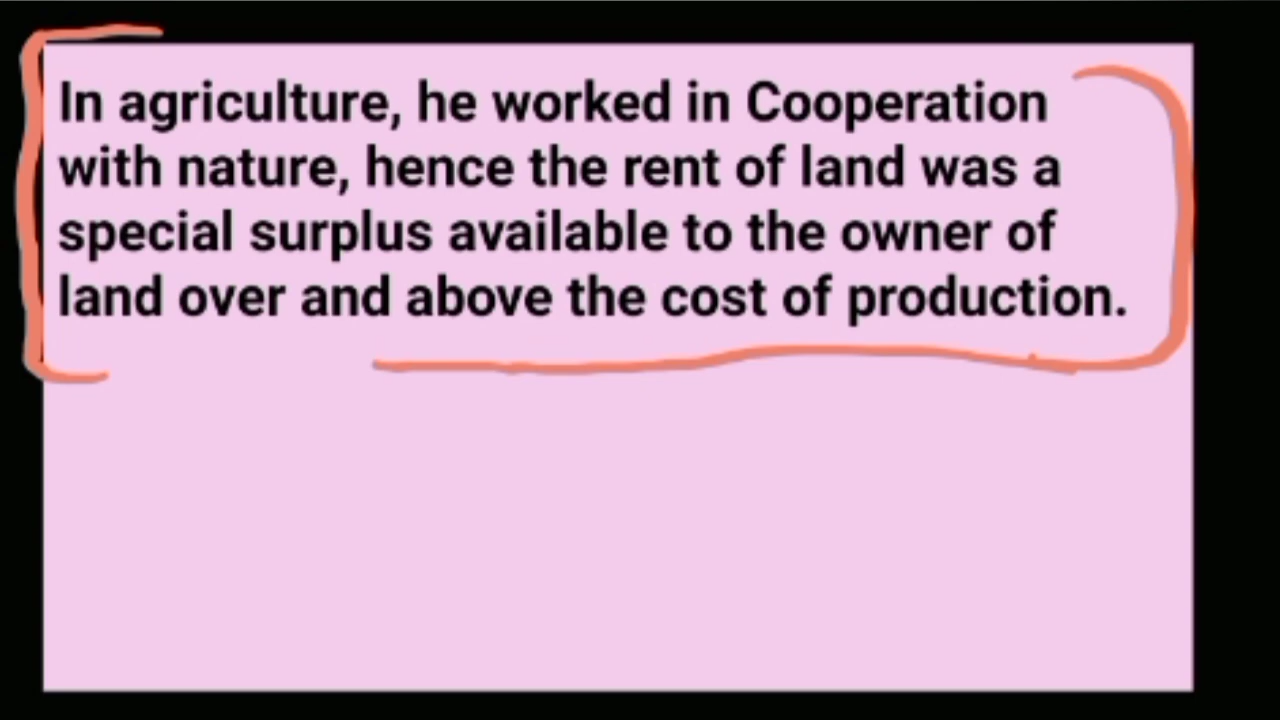 In agriculture, he worked in Cooperation
with nature, hence the rent of land was a
special surplus available to the owner of
land over and above the cost of production.